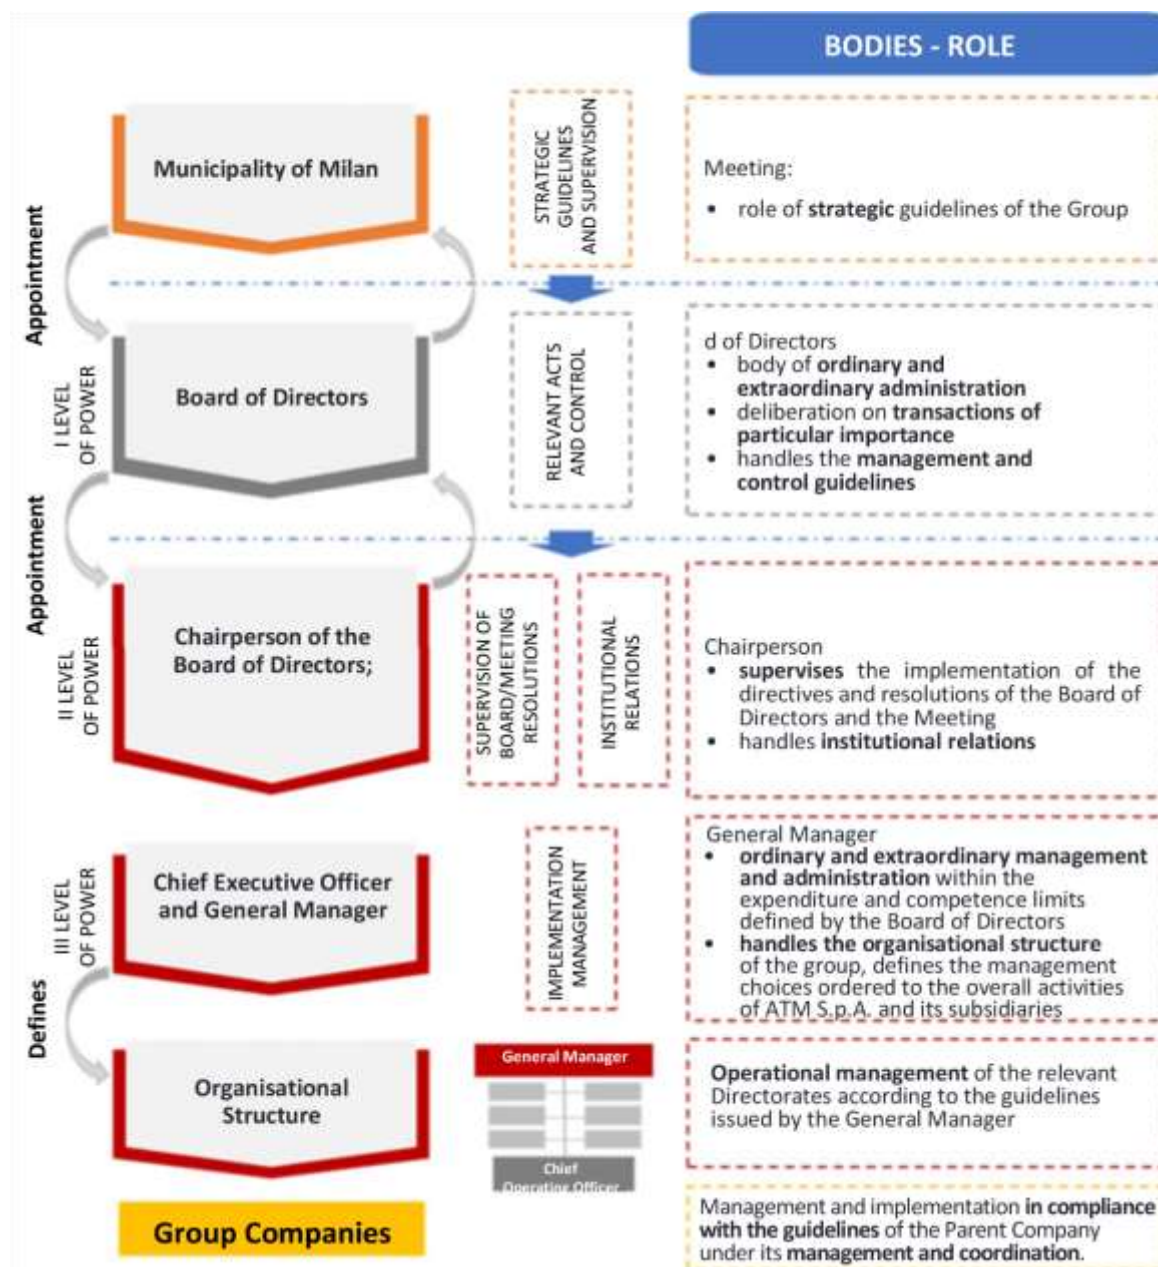 BODIES - ROLE
Municipality of Milan
STRATEGIC
GUIDELINES
AND SUPERVISION
Meeting:
• role of strategic guidelines of the Group
Appointment
I LEVEL
OF POWER
Board of Directors
RELEVANT ACTS
AND CONTROL
d of Directors
• body of ordinary and
extraordinary administration
• deliberation on transactions of
particular importance
• handles the management and
control guidelines
Appointment
II LEVEL
OF POWER
Chairperson of the
Board of Directors;
SUPERVISION OF
BOARD/MEETING
RESOLUTIONS
INSTITUTIONAL
RELATIONS
Chairperson
• supervises the implementation of the
directives and resolutions of the Board of
Directors and the Meeting
• handles institutional relations
III LEVEL
OF POWER
Chief Executive Officer
and General Manager
IMPLEMENTATION
MANAGEMENT
General Manager
• ordinary and extraordinary management
and administration within the
expenditure and competence limits
defined by the Board of Directors
• handles the organisational structure
of the group, defines the management
choices ordered to the overall activities
of ATM S.p.A. and its subsidiaries
Defines
Organisational
Structure
General Manager
Chief
Operating Officer
Operational management of the relevant
Directorates according to the guidelines
issued by the General Manager
Group Companies
Management and implementation in compliance
with the guidelines of the Parent Company
under its management and coordination.